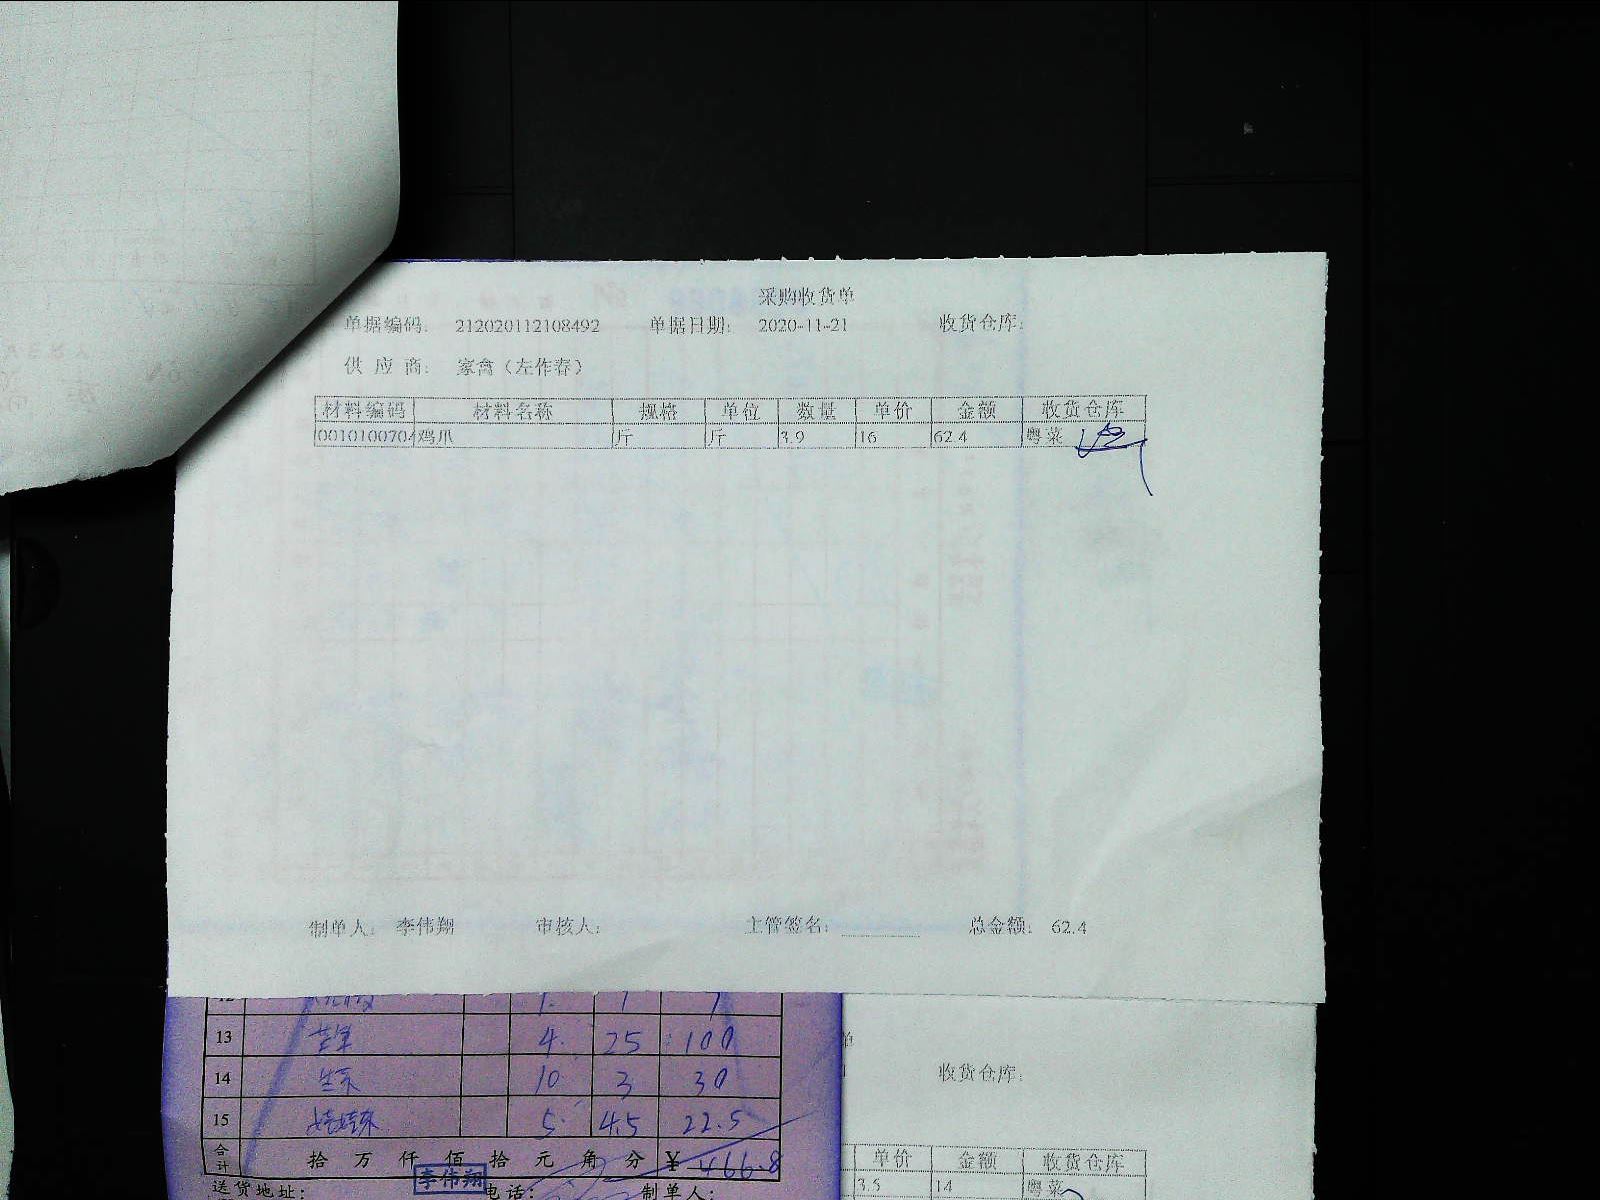 采购收货单
单据编码: 212020112108492 单据日期: 2020-11-21 收货仓库:
供应商: 家禽（左作春）
材料编码 材料名称 规格 单位 数量 单价 金额 收货仓库
0010100704 鸡爪 斤 斤 3.9 16 62.4 粤菜
制单人: 李伟翔 审核人: 主管签名: 总金额: 62.4
13 4 25 100
14 10 3 30
15 娃娃菜 5 4.5 22.5
合计 拾万仟佰拾元角分 ¥ 466.8
李伟翔
送货地址: 电话: 制单人:
单
收货仓库:
单价 金额 收货仓库
3.5 14 粤菜